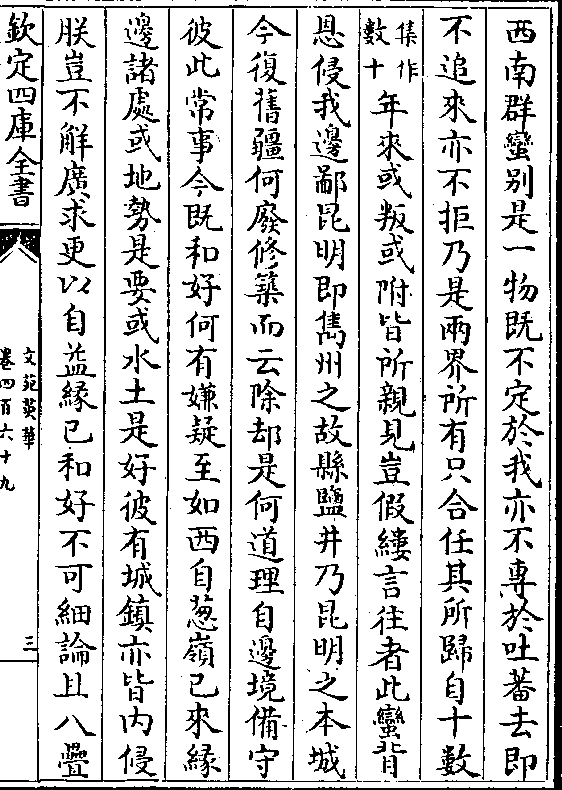 西南群蠻别是一物既不定於我亦不專於吐蕃去即
不追來亦不拒乃是兩界所有只合任其所歸自十數
集作
數十
年來或叛或附皆所親見豈假縷言往者此蠻背
恩侵我邊鄙昆明即嶲州之故縣鹽井乃昆明之本城
今復舊疆何廢修築而云除却是何道理自邊境備守
彼此常事今既和好何有嫌疑至如西自葱嶺已來緣
邊諸處或地勢是要或水土是好彼有城鎮亦皆内侵
朕豈不解廣求更以自益緣已和好不可細論且八疊
欽定四庫全書
文苑英華
卷四百六十九
三